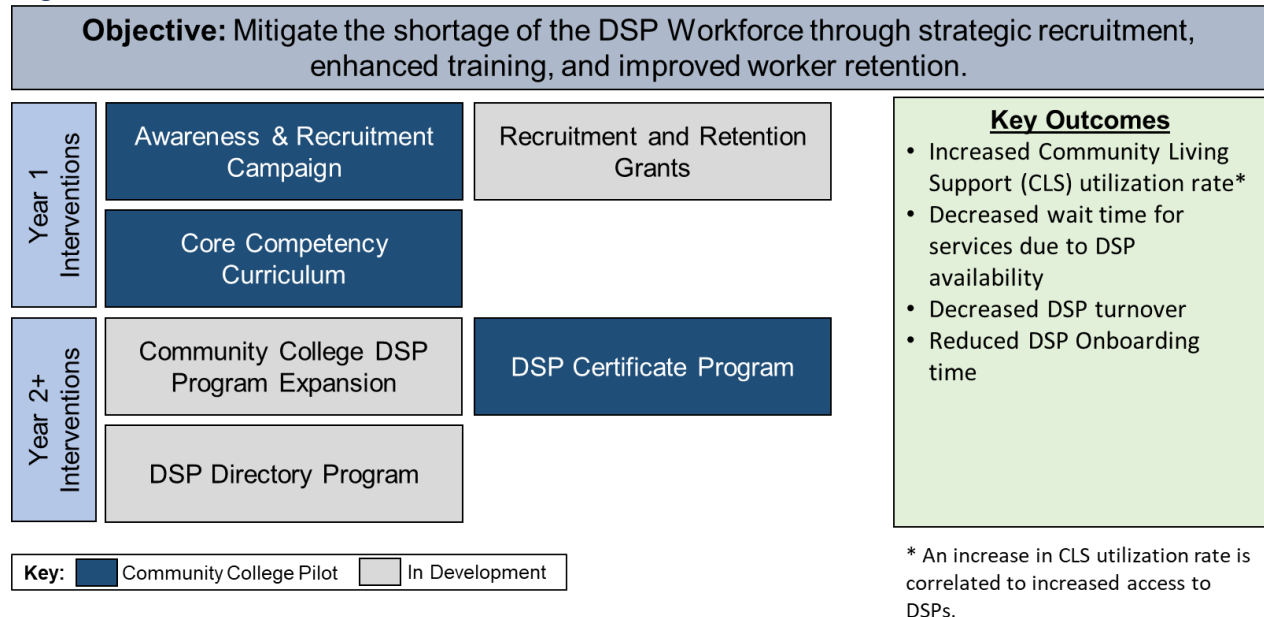 Objective: Mitigate the shortage of the DSP Workforce through strategic recruitment,
enhanced training, and improved worker retention.
Year 1
Interventions
Awareness & Recruitment
Campaign
Recruitment and Retention
Grants
Core Competency
Curriculum
Year 2+
Interventions
Community College DSP
Program Expansion
DSP Certificate Program
DSP Directory Program
Key Outcomes
• Increased Community Living
Support (CLS) utilization rate*
• Decreased wait time for
services due to DSP
availability
• Decreased DSP turnover
• Reduced DSP Onboarding
time
Key: Community College Pilot In Development
* An increase in CLS utilization rate is
correlated to increased access to
DSPs.